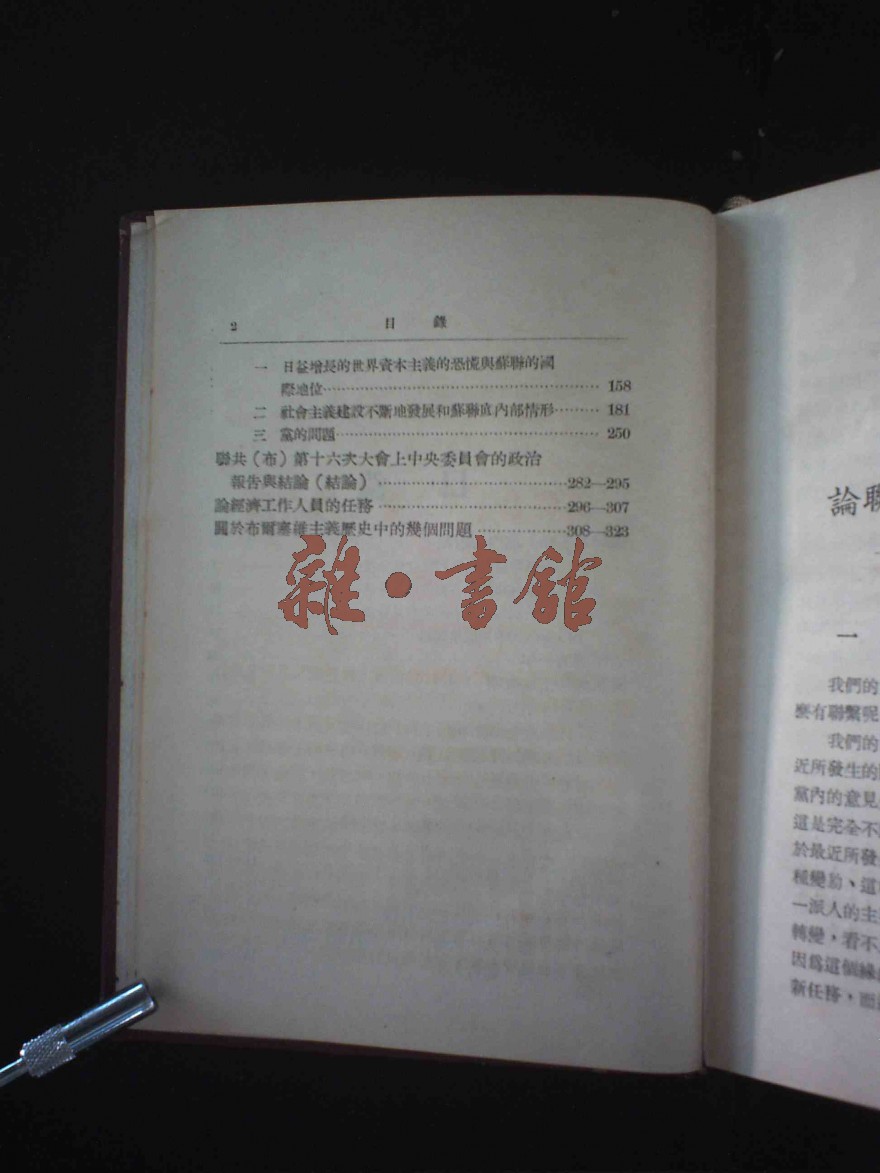 2 目錄
一 日益增長的世界資本主義的恐慌與蘇聯的國
際地位 158
二 社會主義建設不斷地發展和蘇聯底內部情形 181
三 黨的問題 250
聯共(布)第十六次大會上中央委員會的政治
報告與結論(結論) 282—295
論經濟工作人員的任務 296—307
關於布爾塞維主義歷史中的幾個問題 308—323
雜·書館
論聯
一
我們的
麽有聯繫呢
我們的
近所發生的
黨內的意見
這是完全不
於最近所發
種變動、這
一派人的主
轉變，看不
因爲這個緣
新任務，而